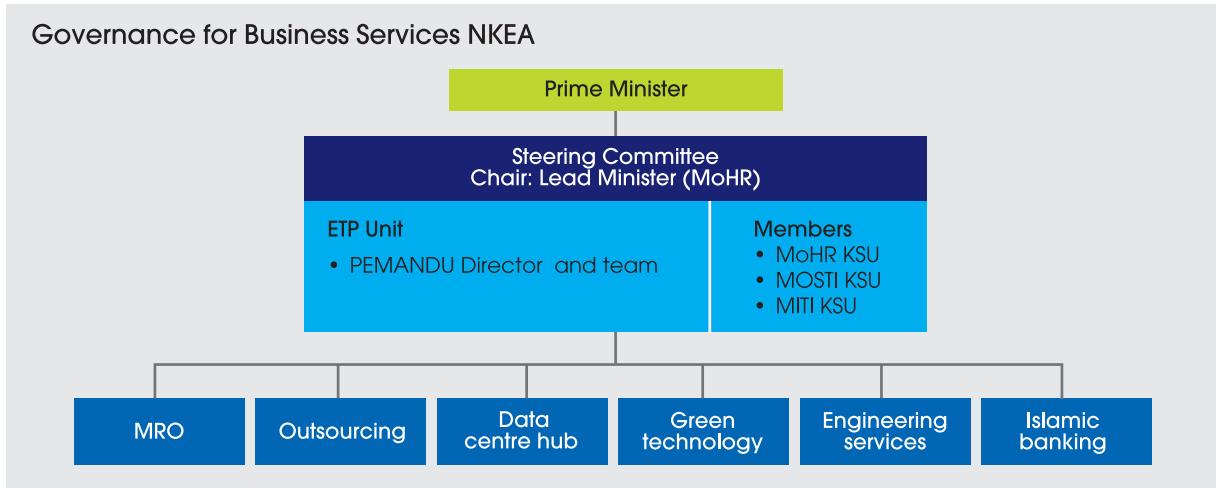 Governance for Business Services NKEA
Prime Minister
Steering Committee
Chair: Lead Minister (MoHR)
ETP Unit
• PEMANDU Director and team
Members
• MoHR KSU
• MOSTI KSU
• MITI KSU
MRO
Outsourcing
Data
centre hub
Green
technology
Engineering
services
Islamic
banking